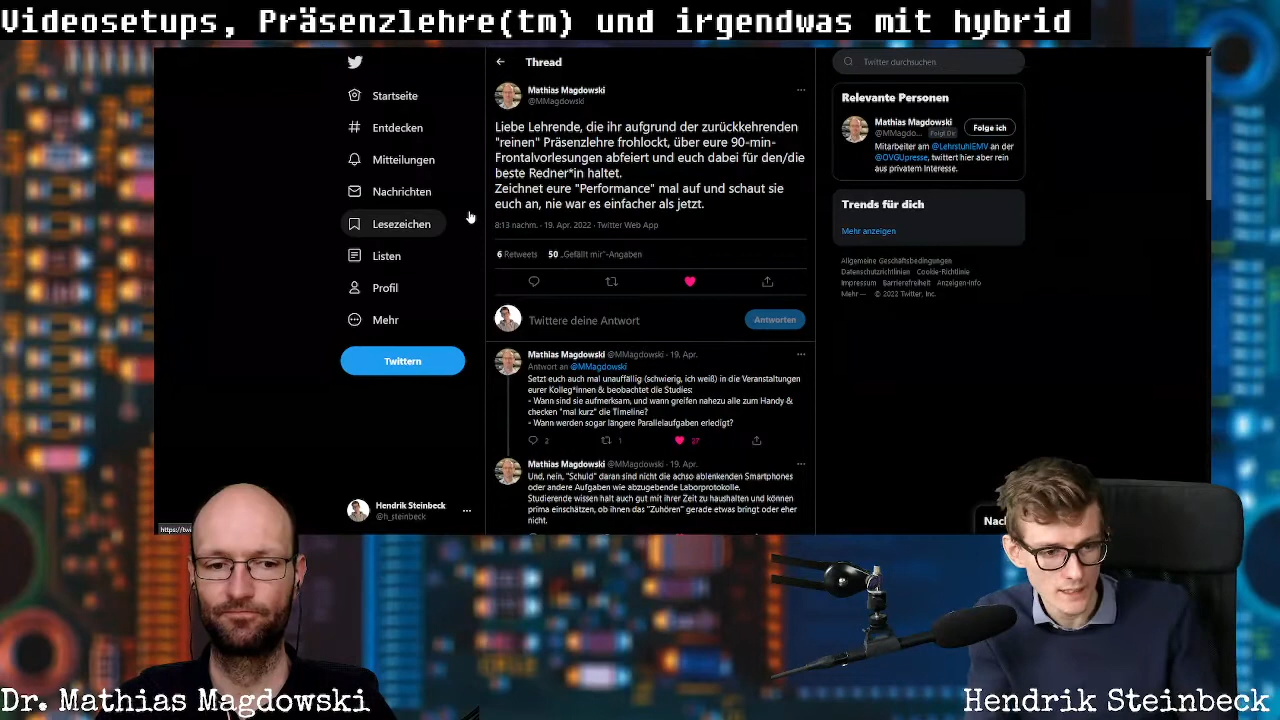 Videosetups, Präsenzlehre(tm) und irgendwas mit hybrid
Startseite
Entdecken
Mitteilungen
Nachrichten
Lesezeichen
Listen
Profil
Mehr
Twittern
Hendrik Steinbeck
@h_steinbeck
https://twi
Thread
Mathias Magdowski
@MMagdowski
Liebe Lehrende, die ihr aufgrund der zurückkehrenden
"reinen" Präsenzlehre frohlockt, über eure 90-min-
Frontalvorlesungen abfeiert und euch dabei für den/die
beste Redner*in haltet.
Zeichnet eure "Performance" mal auf und schaut sie
euch an, nie war es einfacher als jetzt.
8:13 nachm. · 19. Apr. 2022 · Twitter Web App
6 Retweets 50 „Gefällt mir"-Angaben
Twittere deine Antwort
Antworten
Mathias Magdowski @MMagdowski · 19. Apr.
Antwort an @MMagdowski
Setzt euch auch mal unauffällig (schwierig, ich weiß) in die Veranstaltungen
eurer Kolleg*innen & beobachtet die Studies:
- Wann sind sie aufmerksam, und wann greifen nahezu alle zum Handy &
checken "mal kurz" die Timeline?
- Wann werden sogar längere Parallelaufgaben erledigt?
2 1 27
Mathias Magdowski @MMagdowski · 19. Apr.
Und, nein, "Schuld" daran sind nicht die achso ablenkenden Smartphones
oder andere Aufgaben wie abzugebende Laborprotokolle.
Studierende wissen halt auch gut mit ihrer Zeit zu haushalten und können
prima einschätzen, ob ihnen das "Zuhören" gerade etwas bringt oder eher
nicht.
Twitter durchsuchen
Relevante Personen
Mathias Magdowski
@MMagdo... Folgt Dir
Folge ich
Mitarbeiter am @LehrstuhlEMV an der
@OVGUpresse, twittert hier aber rein
aus privatem Interesse.
Trends für dich
Mehr anzeigen
Allgemeine Geschäftsbedingungen
Datenschutzrichtlinien Cookie-Richtlinie
Impressum Barrierefreiheit Anzeigen-Info
Mehr ··· © 2022 Twitter, Inc.
Nach
Dr. Mathias Magdowski
Hendrik Steinbeck